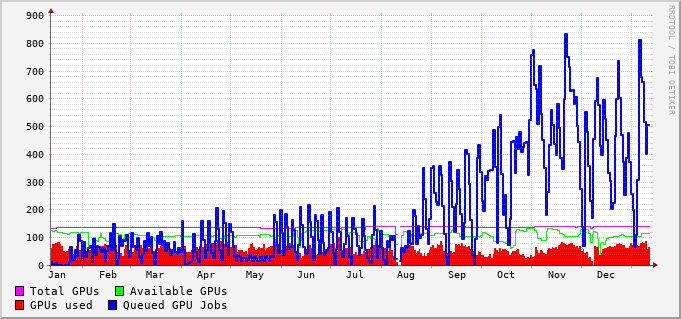 900
800
700
600
500
400
300
200
100
0
Jan Feb Mar Apr May Jun Jul Aug Sep Oct Nov Dec
Total GPUs Available GPUs
GPUs used Queued GPU Jobs
RRDTOOL / TOBI OETIKER